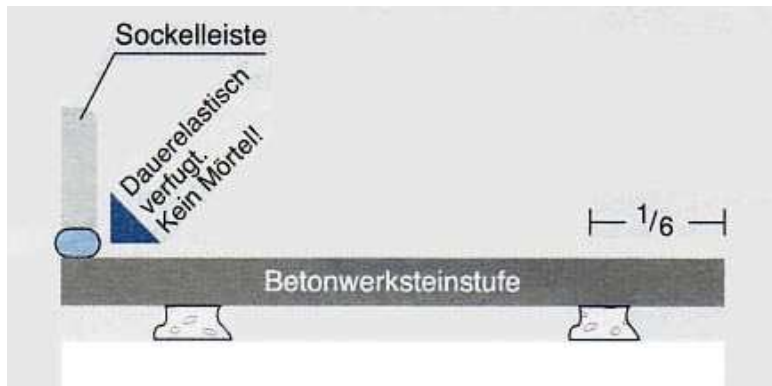 Sockelleiste
Dauerelastisch
verfugt.
Kein Mörtel!
1/6
Betonwerksteinstufe